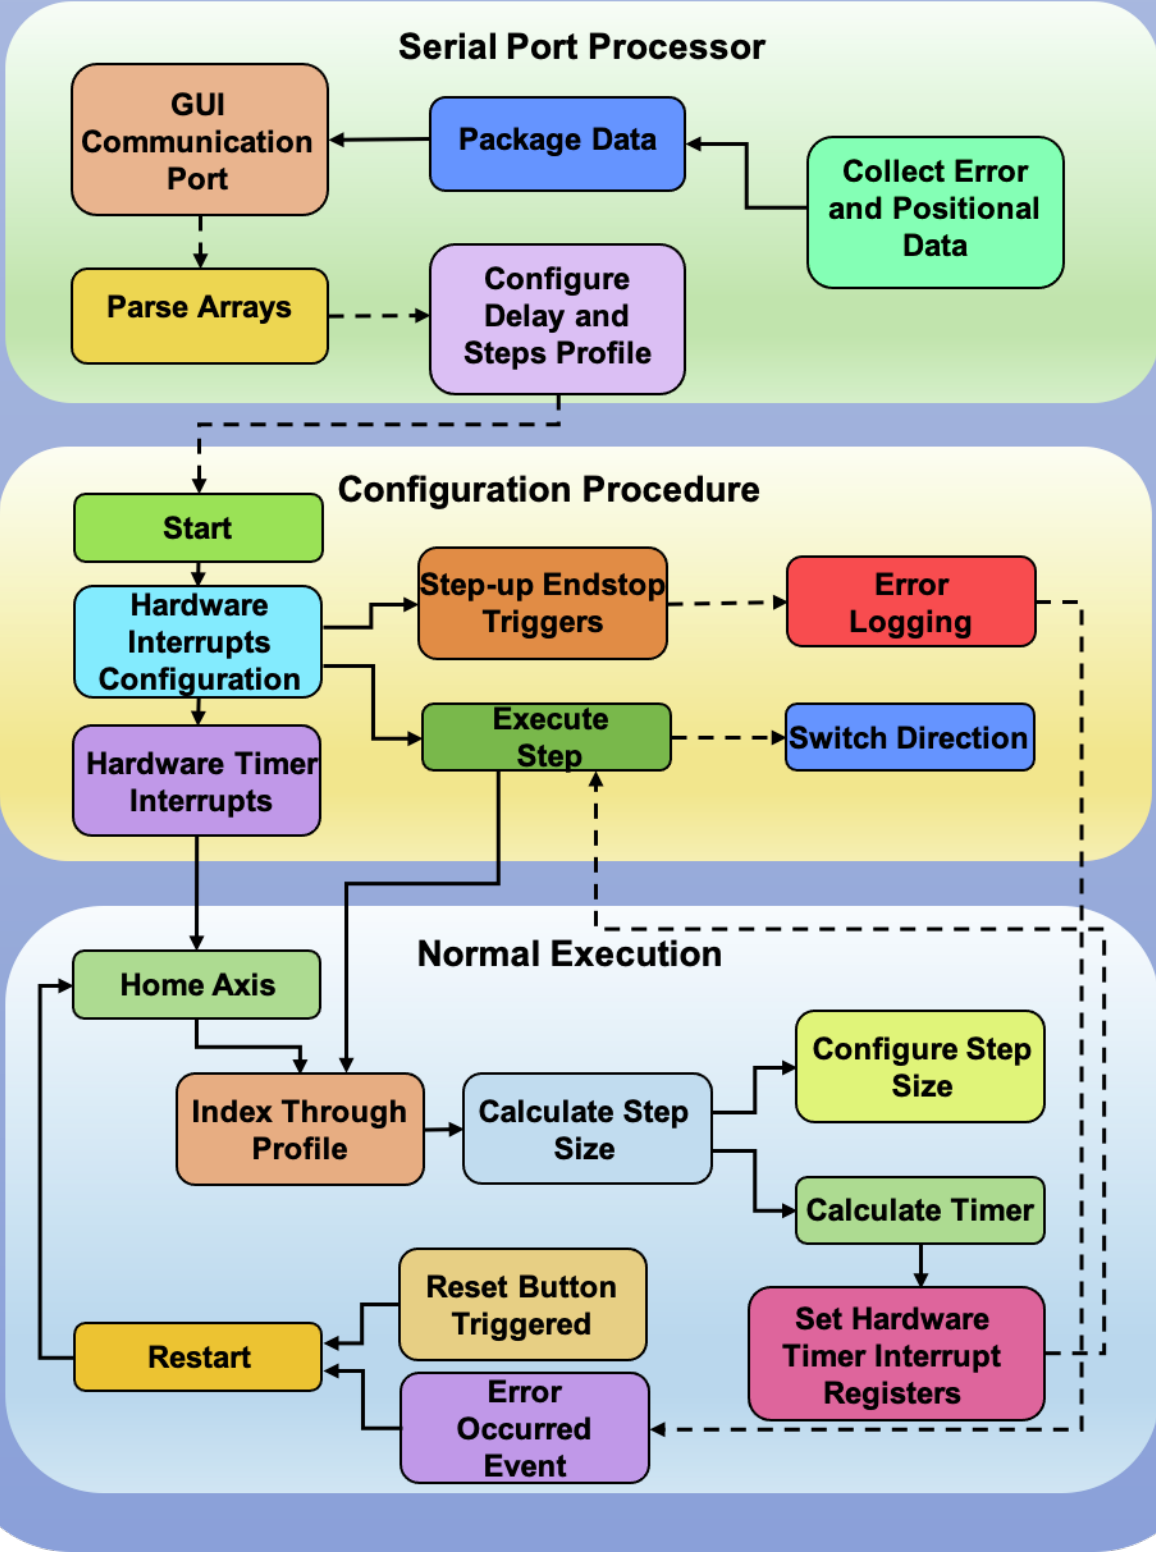 Serial Port Processor
GUI
Communication
Port
Package Data
Collect Error
and Positional
Data
Parse Arrays
Configure
Delay and
Steps Profile
Configuration Procedure
Start
Hardware
Interrupts
Configuration
Step-up Endstop
Triggers
Error
Logging
Execute
Step
Switch Direction
Hardware Timer
Interrupts
Normal Execution
Home Axis
Index Through
Profile
Calculate Step
Size
Configure Step
Size
Calculate Timer
Set Hardware
Timer Interrupt
Registers
Reset Button
Triggered
Restart
Error
Occurred
Event